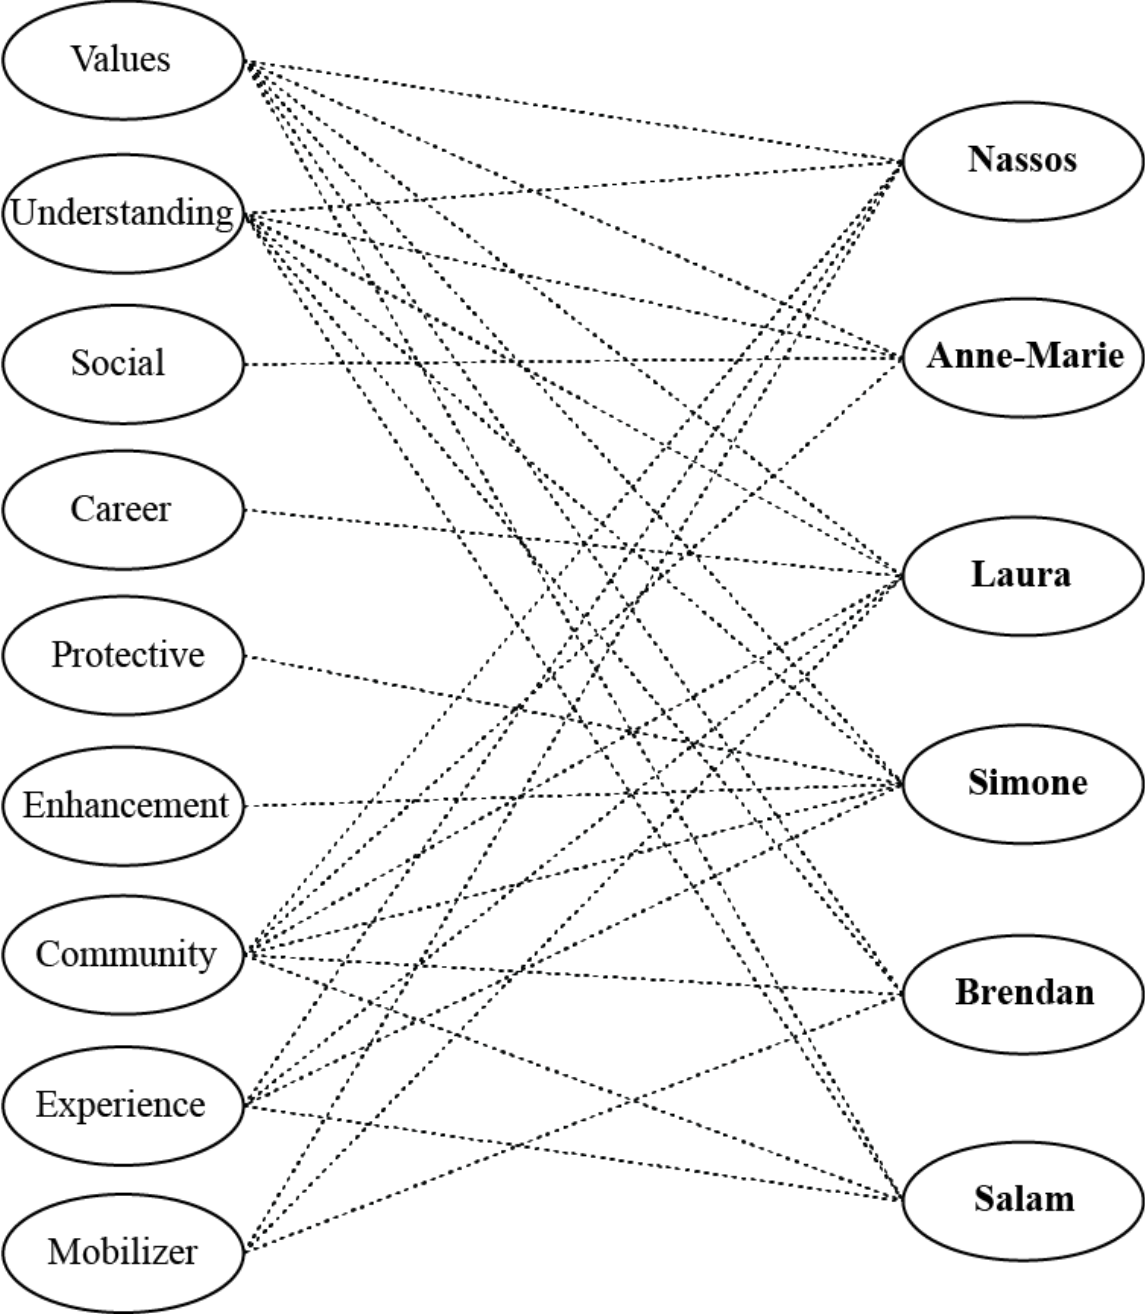 Values
Understanding
Social
Career
Protective
Enhancement
Community
Experience
Mobilizer
Nassos
Anne-Marie
Laura
Simone
Brendan
Salam